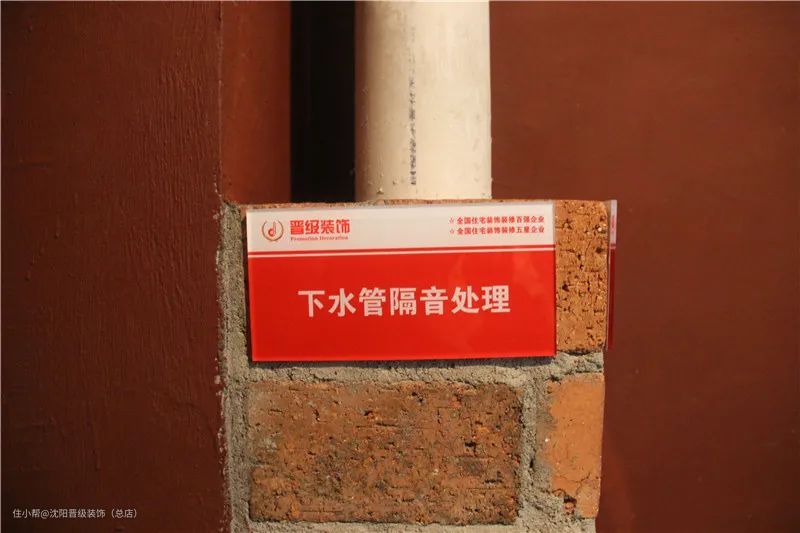 晋级装饰
Promotion Decoration
☆ 全国住宅装饰装修百强企业
☆ 全国住宅装饰装修五星企业
下水管隔音处理
住小帮@沈阳晋级装饰（总店）